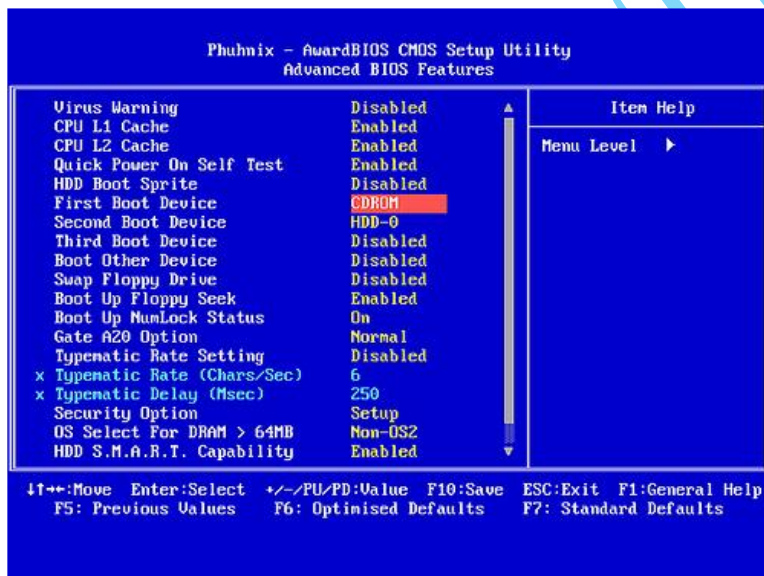 Phuhnix - AwardBIOS CMOS Setup Utility
Advanced BIOS Features
Virus Warning Disabled
CPU L1 Cache Enabled
CPU L2 Cache Enabled
Quick Power On Self Test Enabled
HDD Boot Sprite Disabled
First Boot Device CDROM
Second Boot Device HDD-0
Third Boot Device Disabled
Boot Other Device Disabled
Swap Floppy Drive Disabled
Boot Up Floppy Seek Enabled
Boot Up NumLock Status On
Gate A20 Option Normal
Typematic Rate Setting Disabled
x Typematic Rate (Chars/Sec) 6
x Typematic Delay (Msec) 250
Security Option Setup
OS Select For DRAM > 64MB Non-OS2
HDD S.M.A.R.T. Capability Enabled
Item Help
Menu Level ▶
↓↑→←:Move Enter:Select +/-/PU/PD:Value F10:Save ESC:Exit F1:General Help
F5: Previous Values F6: Optimised Defaults F7: Standard Defaults